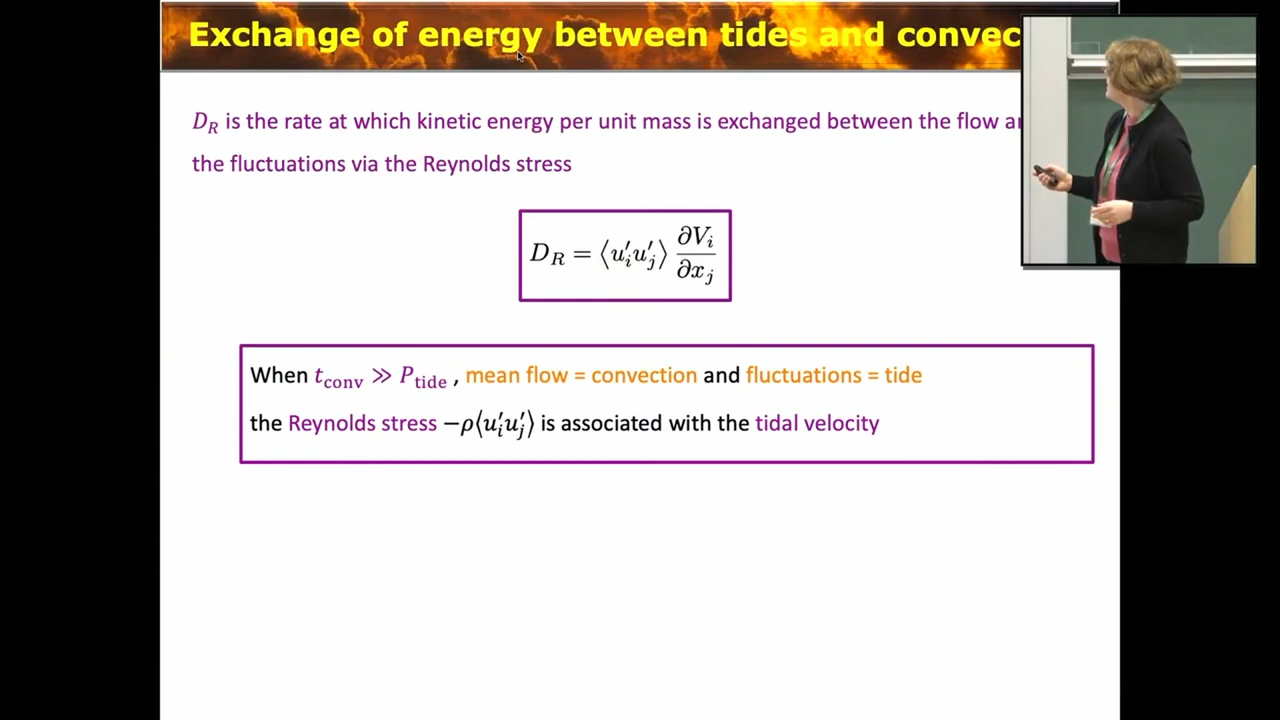 Exchange of energy between tides and convec
D_R is the rate at which kinetic energy per unit mass is exchanged between the flow
the fluctuations via the Reynolds stress
D_R = ⟨u′_i u′_j⟩ ∂V_i/∂x_j
When t_conv ≫ P_tide , mean flow = convection and fluctuations = tide
the Reynolds stress −ρ⟨u′_i u′_j⟩ is associated with the tidal velocity